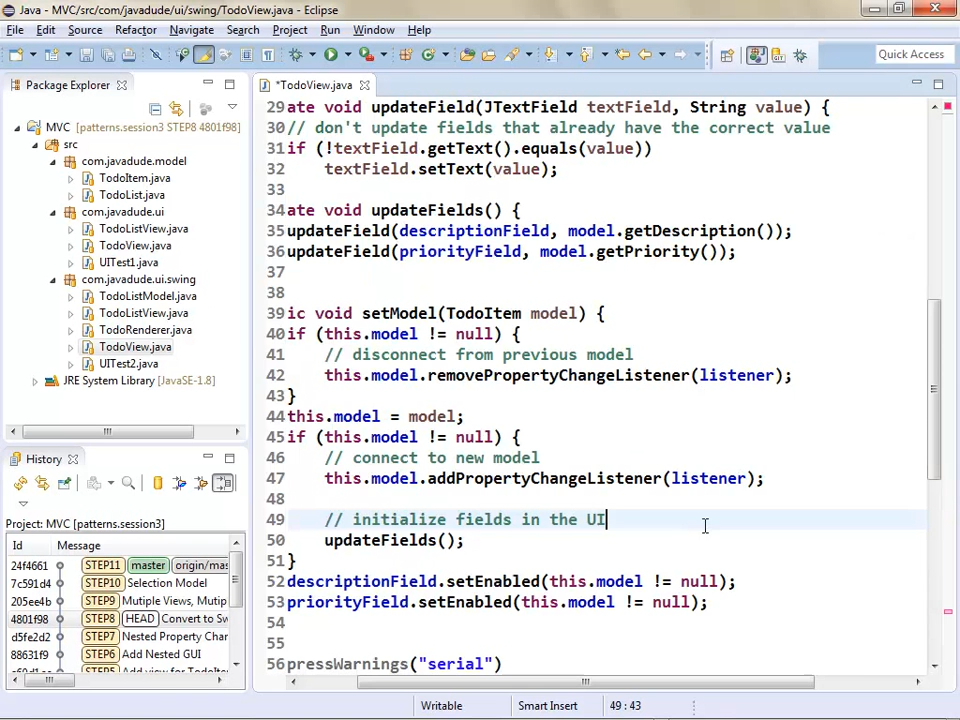 Java - MVC/src/com/javadude/ui/swing/TodoView.java - Eclipse
File Edit Source Refactor Navigate Search Project Run Window Help
Quick Access
Package Explorer
MVC [patterns.session3 STEP8 4801f98]
src
com.javadude.model
TodoItem.java
TodoList.java
com.javadude.ui
TodoListView.java
TodoView.java
UITest1.java
com.javadude.ui.swing
TodoListModel.java
TodoListView.java
TodoRenderer.java
TodoView.java
UITest2.java
JRE System Library [JavaSE-1.8]
History
Project: MVC [patterns.session3]
Id Message
24f4661 STEP11 master origin/mas
7c591d4 STEP10 Selection Model
205ee4b STEP9 Mutiple Views, Mutip
4801f98 STEP8 HEAD Convert to Sw
d5fe2d2 STEP7 Nested Property Chan
88631f9 STEP6 Add Nested GUI
STEP5 Add view for TodoIte
*TodoView.java
29 ate void updateField(JTextField textField, String value) {
30 // don't update fields that already have the correct value
31 if (!textField.getText().equals(value))
32 textField.setText(value);
33
34 ate void updateFields() {
35 updateField(descriptionField, model.getDescription());
36 updateField(priorityField, model.getPriority());
37
38
39 ic void setModel(TodoItem model) {
40 if (this.model != null) {
41 // disconnect from previous model
42 this.model.removePropertyChangeListener(listener);
43 }
44 this.model = model;
45 if (this.model != null) {
46 // connect to new model
47 this.model.addPropertyChangeListener(listener);
48
49 // initialize fields in the UI
50 updateFields();
51 }
52 descriptionField.setEnabled(this.model != null);
53 priorityField.setEnabled(this.model != null);
54
55
56 pressWarnings("serial")
Writable Smart Insert 49 : 43